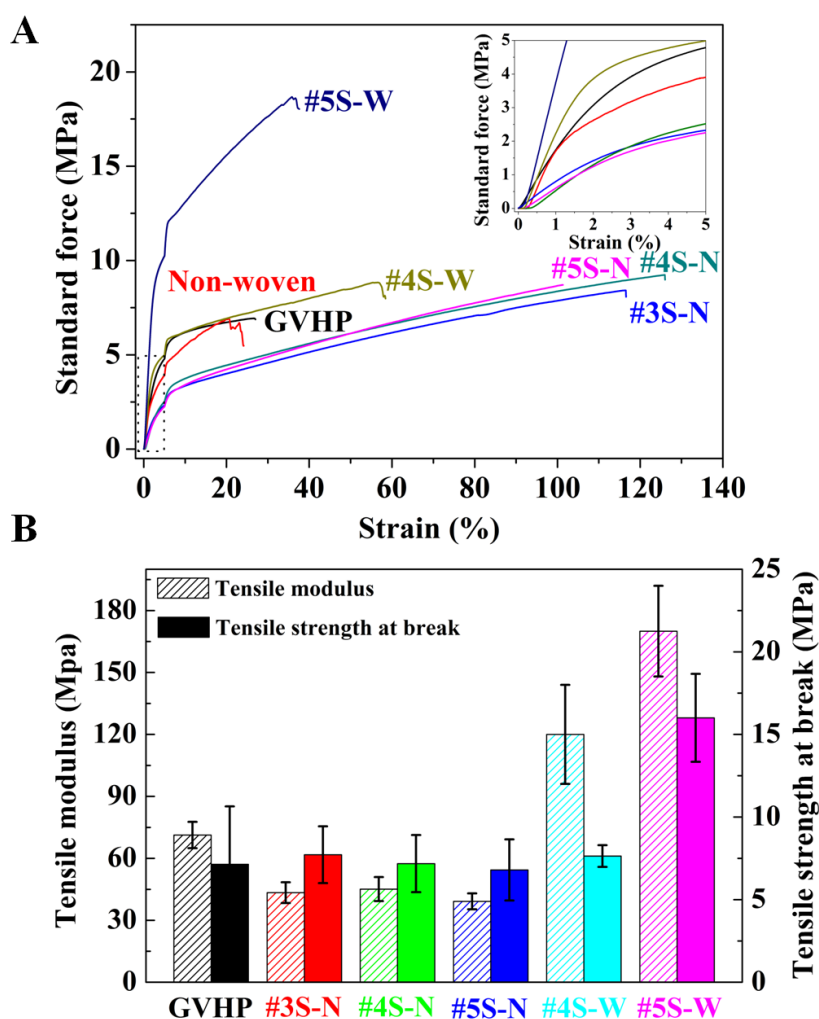 A
Standard force (MPa)
20
15
10
5
0
0 20 40 60 80 100 120 140
Strain (%)
#5S-W
Non-woven
#4S-W
GVHP
#5S-N
#4S-N
#3S-N
Standard force (MPa)
5
4
3
2
1
0
0 1 2 3 4 5
Strain (%)
B
Tensile modulus (Mpa)
180
150
120
90
60
30
0
Tensile modulus
Tensile strength at break
25
20
15
10
5
0
Tensile strength at break (MPa)
GVHP #3S-N #4S-N #5S-N #4S-W #5S-W